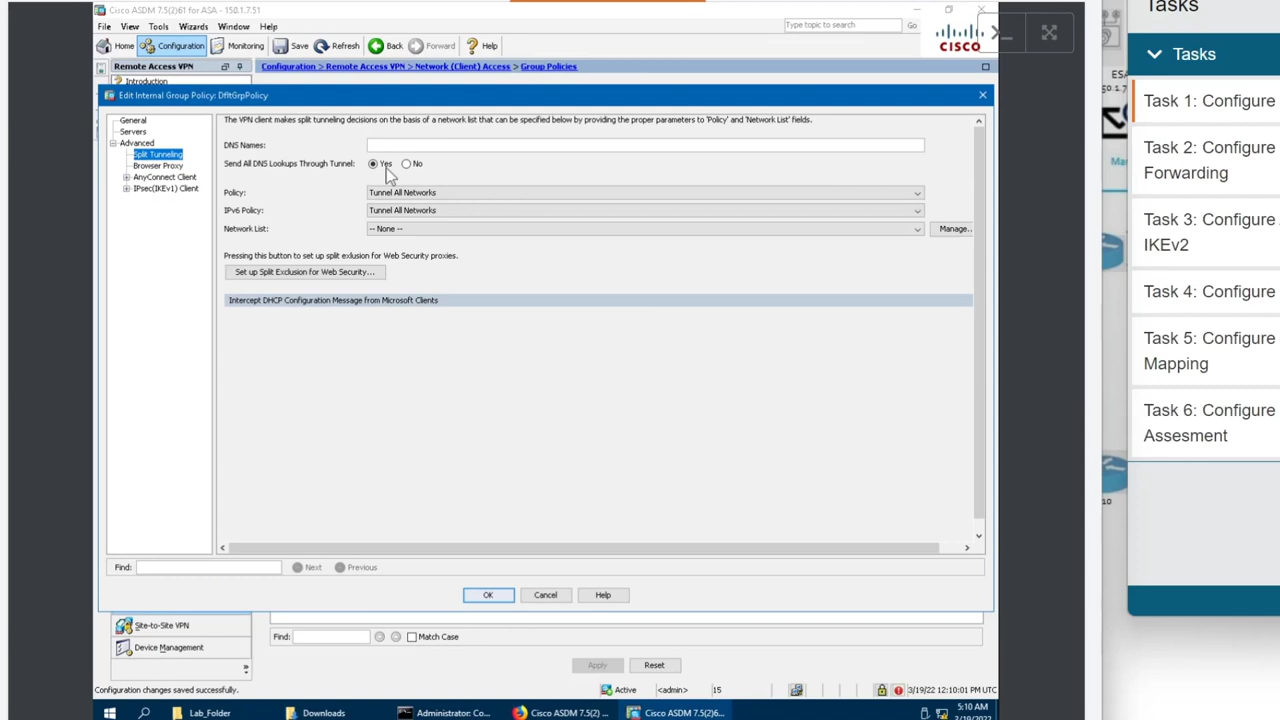 Cisco ASDM 7.5(2)61 for ASA - 150.1.7.51
File View Tools Wizards Window Help
Type to search Go
Home Configuration Monitoring Save Refresh Back Forward Help
CISCO
Remote Access VPN
Configuration > Remote Access VPN > Network (Client) Access > Group Policies
Introduction
Edit Internal Group Policy: DfltGrpPolicy
General
Servers
Advanced
Split Tunneling
Browser Proxy
AnyConnect Client
IPsec(IKEv1) Client
The VPN client makes split tunneling decisions on the basis of a network list that can be specified below by providing the proper parameters to 'Policy' and 'Network List' fields.
DNS Names:
Send All DNS Lookups Through Tunnel: Yes No
Policy: Tunnel All Networks
IPv6 Policy: Tunnel All Networks
Network List: -- None -- Manage..
Pressing this button to set up split exlusion for Web Security proxies.
Set up Split Exclusion for Web Security...
Intercept DHCP Configuration Message from Microsoft Clients
Find: Next Previous
OK Cancel Help
Site-to-Site VPN
Device Management
»
Find: Match Case
Apply Reset
Configuration changes saved successfully.
Active <admin> 15 3/19/22 12:10:01 PM UTC
Lab_Folder Downloads Administrator: Co... Cisco ASDM 7.5(2) ... Cisco ASDM 7.5(2)6...
5:10 AM
3/19/2022
Tasks
Tasks
Task 1: Configure
Task 2: Configure
Forwarding
Task 3: Configure
IKEv2
Task 4: Configure
Task 5: Configure
Mapping
Task 6: Configure
Assesment
ESA
50.1.7
10